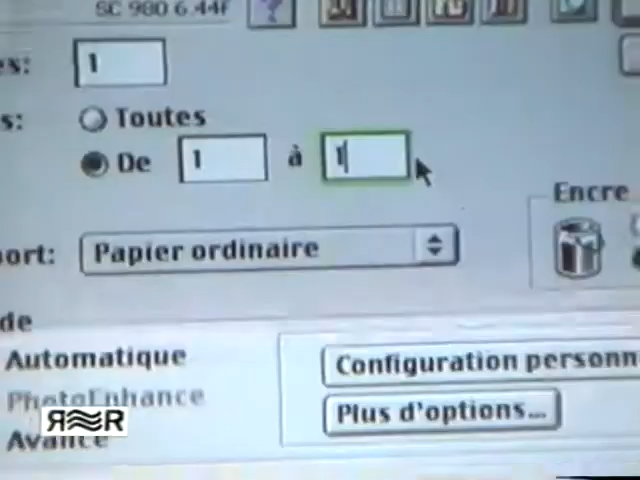 SC 980 6.44F
es: 1
s: Toutes
De 1 à 1
Encre
port: Papier ordinaire
de
Automatique
Configuration personn
PhotoEnhance
Plus d'options...
Avancé